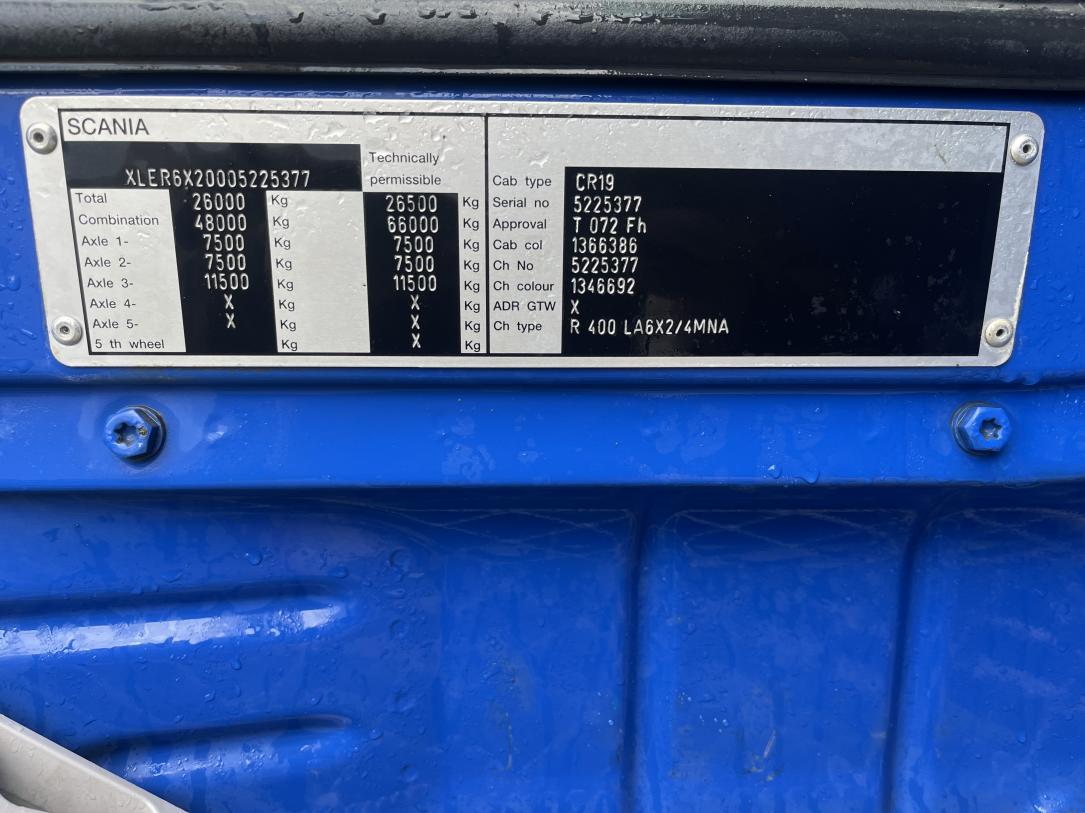 SCANIA
XLER6X20005225377
Technically
permissible
Total 26000 Kg 26500 Kg
Combination 48000 Kg 66000 Kg
Axle 1- 7500 Kg 7500 Kg
Axle 2- 7500 Kg 7500 Kg
Axle 3- 11500 Kg 11500 Kg
Axle 4- X Kg X Kg
Axle 5- X Kg X Kg
5 th wheel Kg X Kg
Cab type CR19
Serial no 5225377
Approval T 072 Fh
Cab col 1366386
Ch No 5225377
Ch colour 1346692
ADR GTW X
Ch type R 400 LA6X2/4MNA